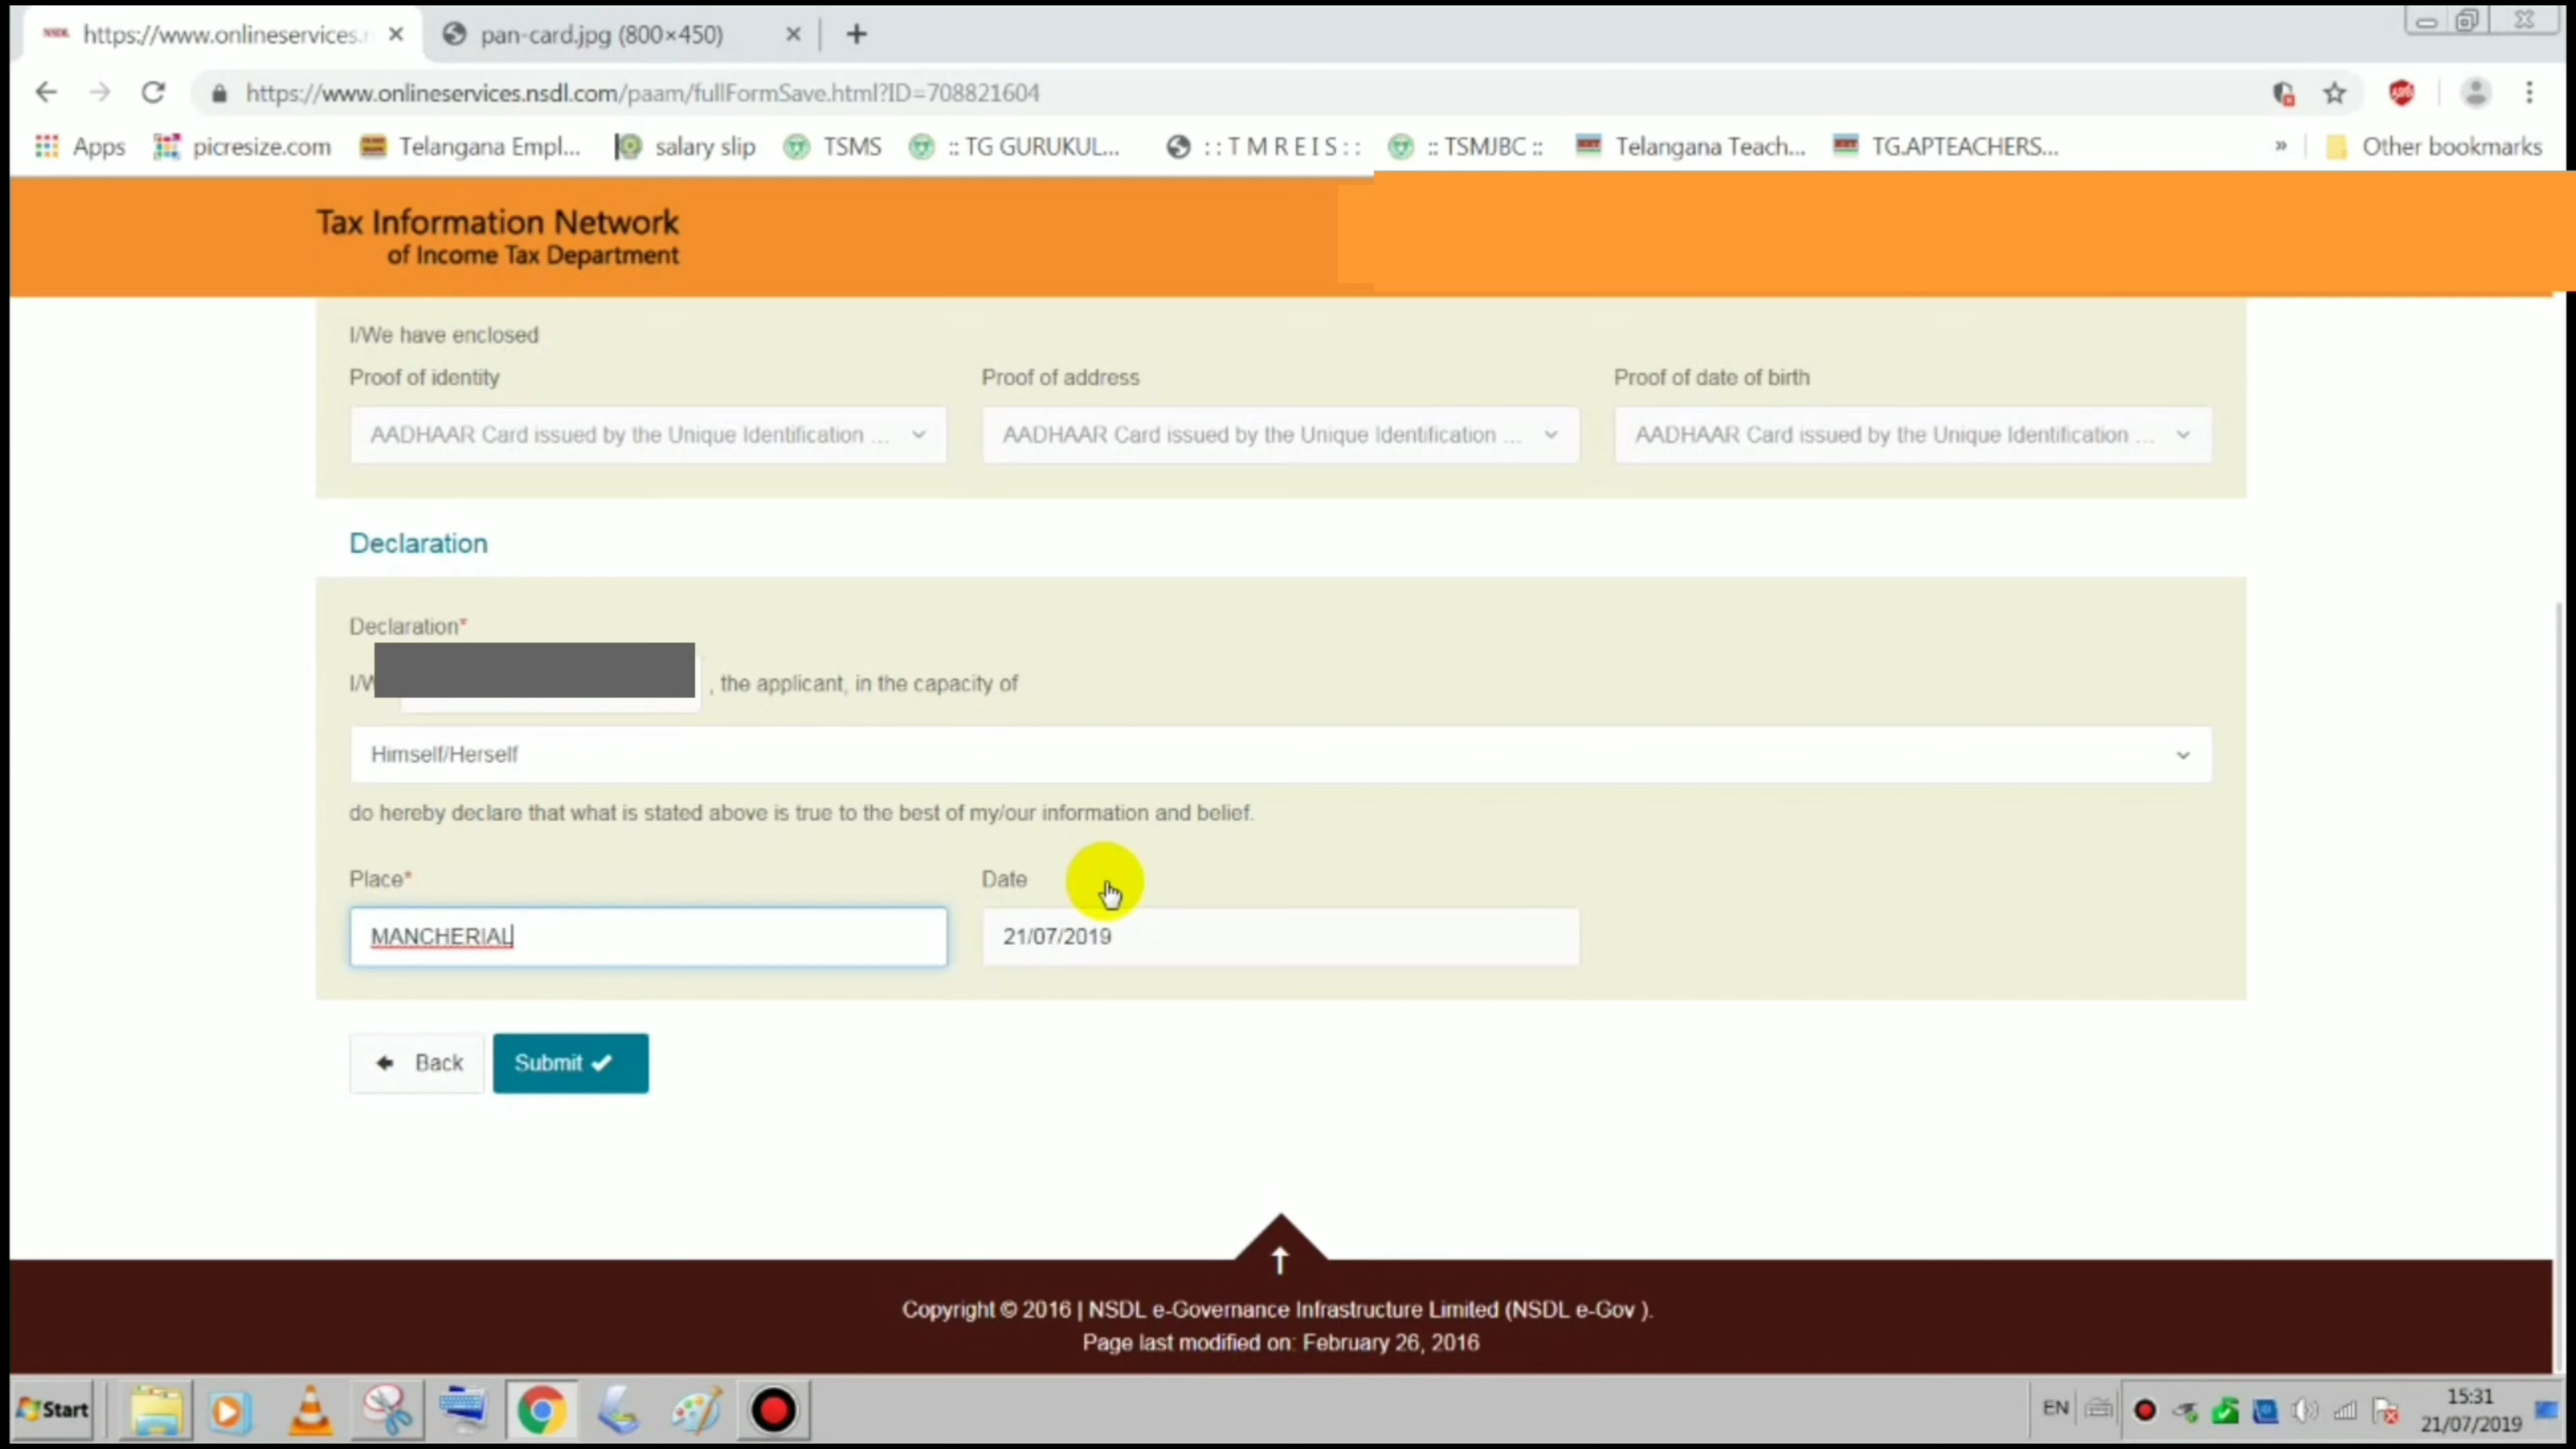 NSDL https://www.onlineservices.n
pan-card.jpg (800×450)
https://www.onlineservices.nsdl.com/paam/fullFormSave.html?ID=708821604
Apps picresize.com Telangana Empl... salary slip TSMS :: TG GURUKUL... : : T M R E I S : : :: TSMJBC :: Telangana Teach... TG.APTEACHERS... » Other bookmarks
Tax Information Network
of Income Tax Department
I/We have enclosed
Proof of identity Proof of address Proof of date of birth
AADHAAR Card issued by the Unique Identification ... AADHAAR Card issued by the Unique Identification ... AADHAAR Card issued by the Unique Identification ...
Declaration
Declaration*
I/W , the applicant, in the capacity of
Himself/Herself
do hereby declare that what is stated above is true to the best of my/our information and belief.
Place* Date
MANCHERIAL 21/07/2019
Back Submit
Copyright © 2016 | NSDL e-Governance Infrastructure Limited (NSDL e-Gov ).
Page last modified on: February 26, 2016
Start EN 15:31
21/07/2019